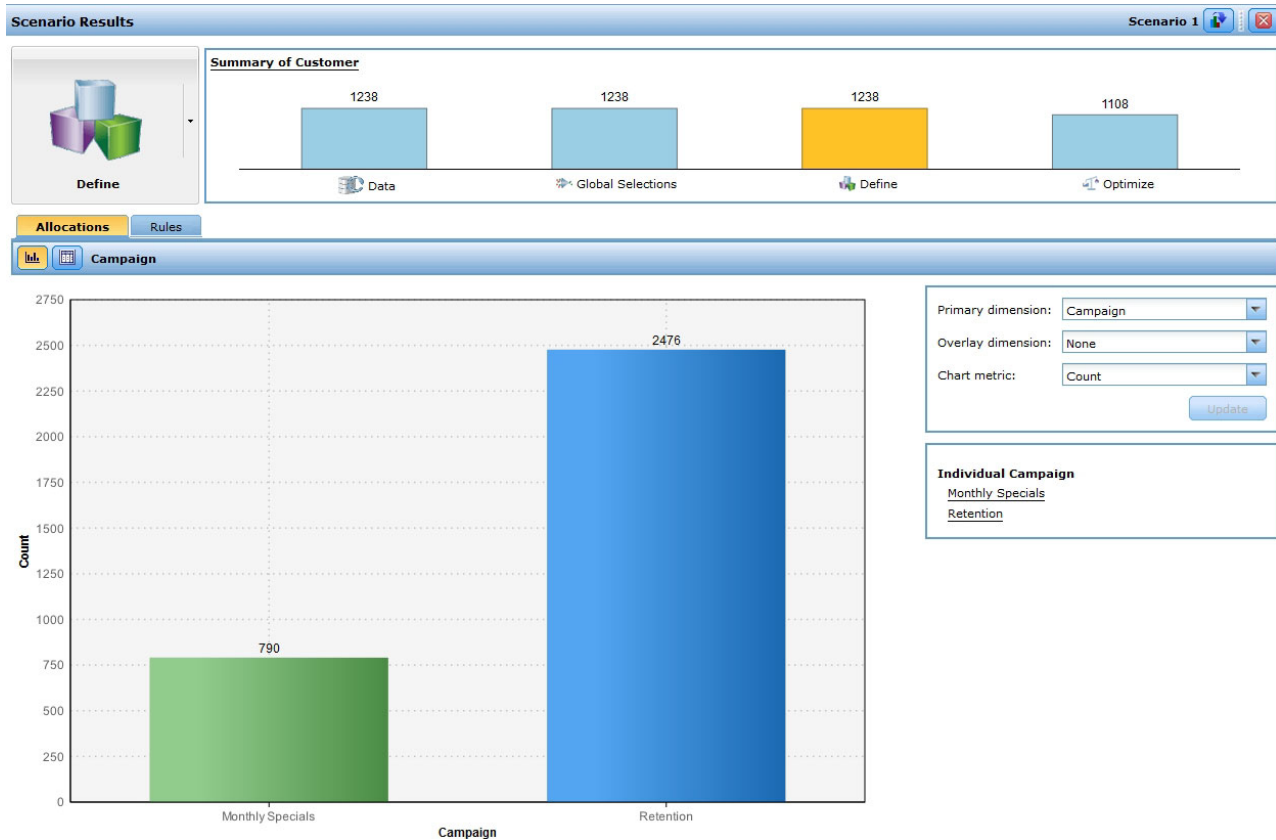 Scenario Results
Scenario 1
Define
Summary of Customer
1238
1238
1238
1108
Data
Global Selections
Define
Optimize
Allocations
Rules
Campaign
2750
2500
2250
2000
1750
1500
1250
1000
750
500
250
0
Count
790
2476
Monthly Specials
Retention
Campaign
Primary dimension: Campaign
Overlay dimension: None
Chart metric: Count
Update
Individual Campaign
Monthly Specials
Retention